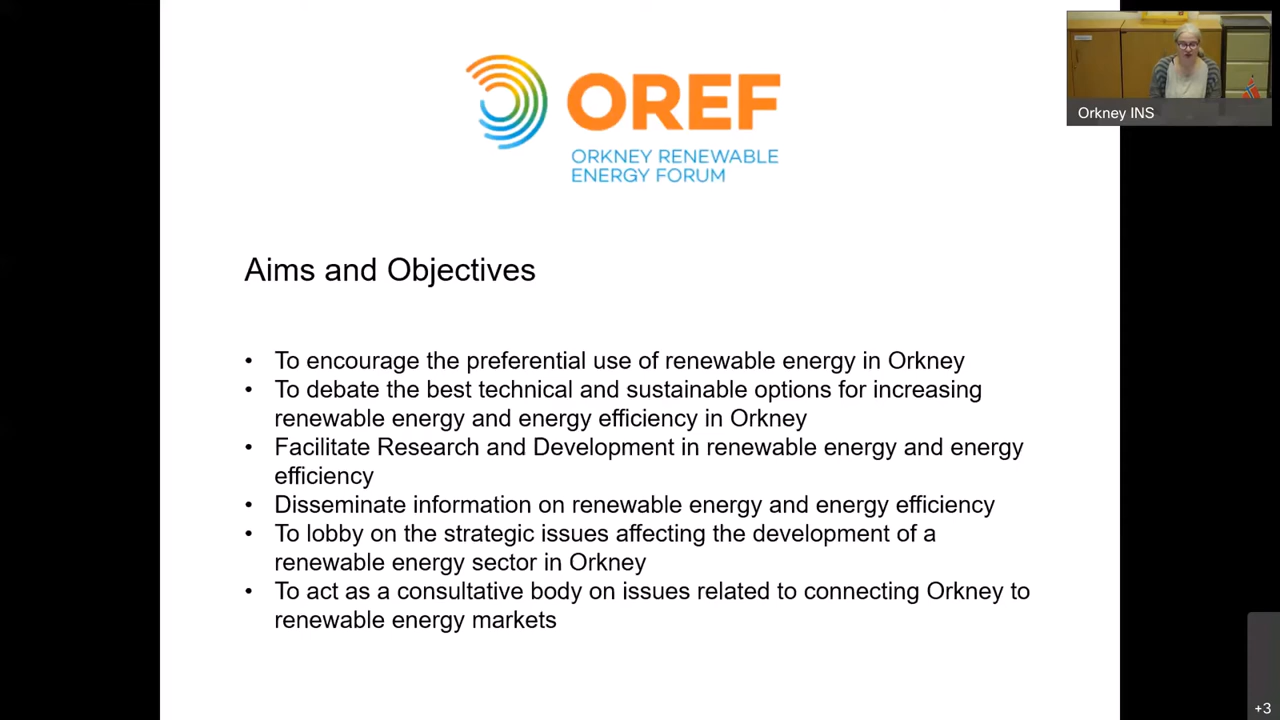 OREF
ORKNEY RENEWABLE
ENERGY FORUM
Orkney INS
Aims and Objectives
• To encourage the preferential use of renewable energy in Orkney
• To debate the best technical and sustainable options for increasing
renewable energy and energy efficiency in Orkney
• Facilitate Research and Development in renewable energy and energy
efficiency
• Disseminate information on renewable energy and energy efficiency
• To lobby on the strategic issues affecting the development of a
renewable energy sector in Orkney
• To act as a consultative body on issues related to connecting Orkney to
renewable energy markets
+3